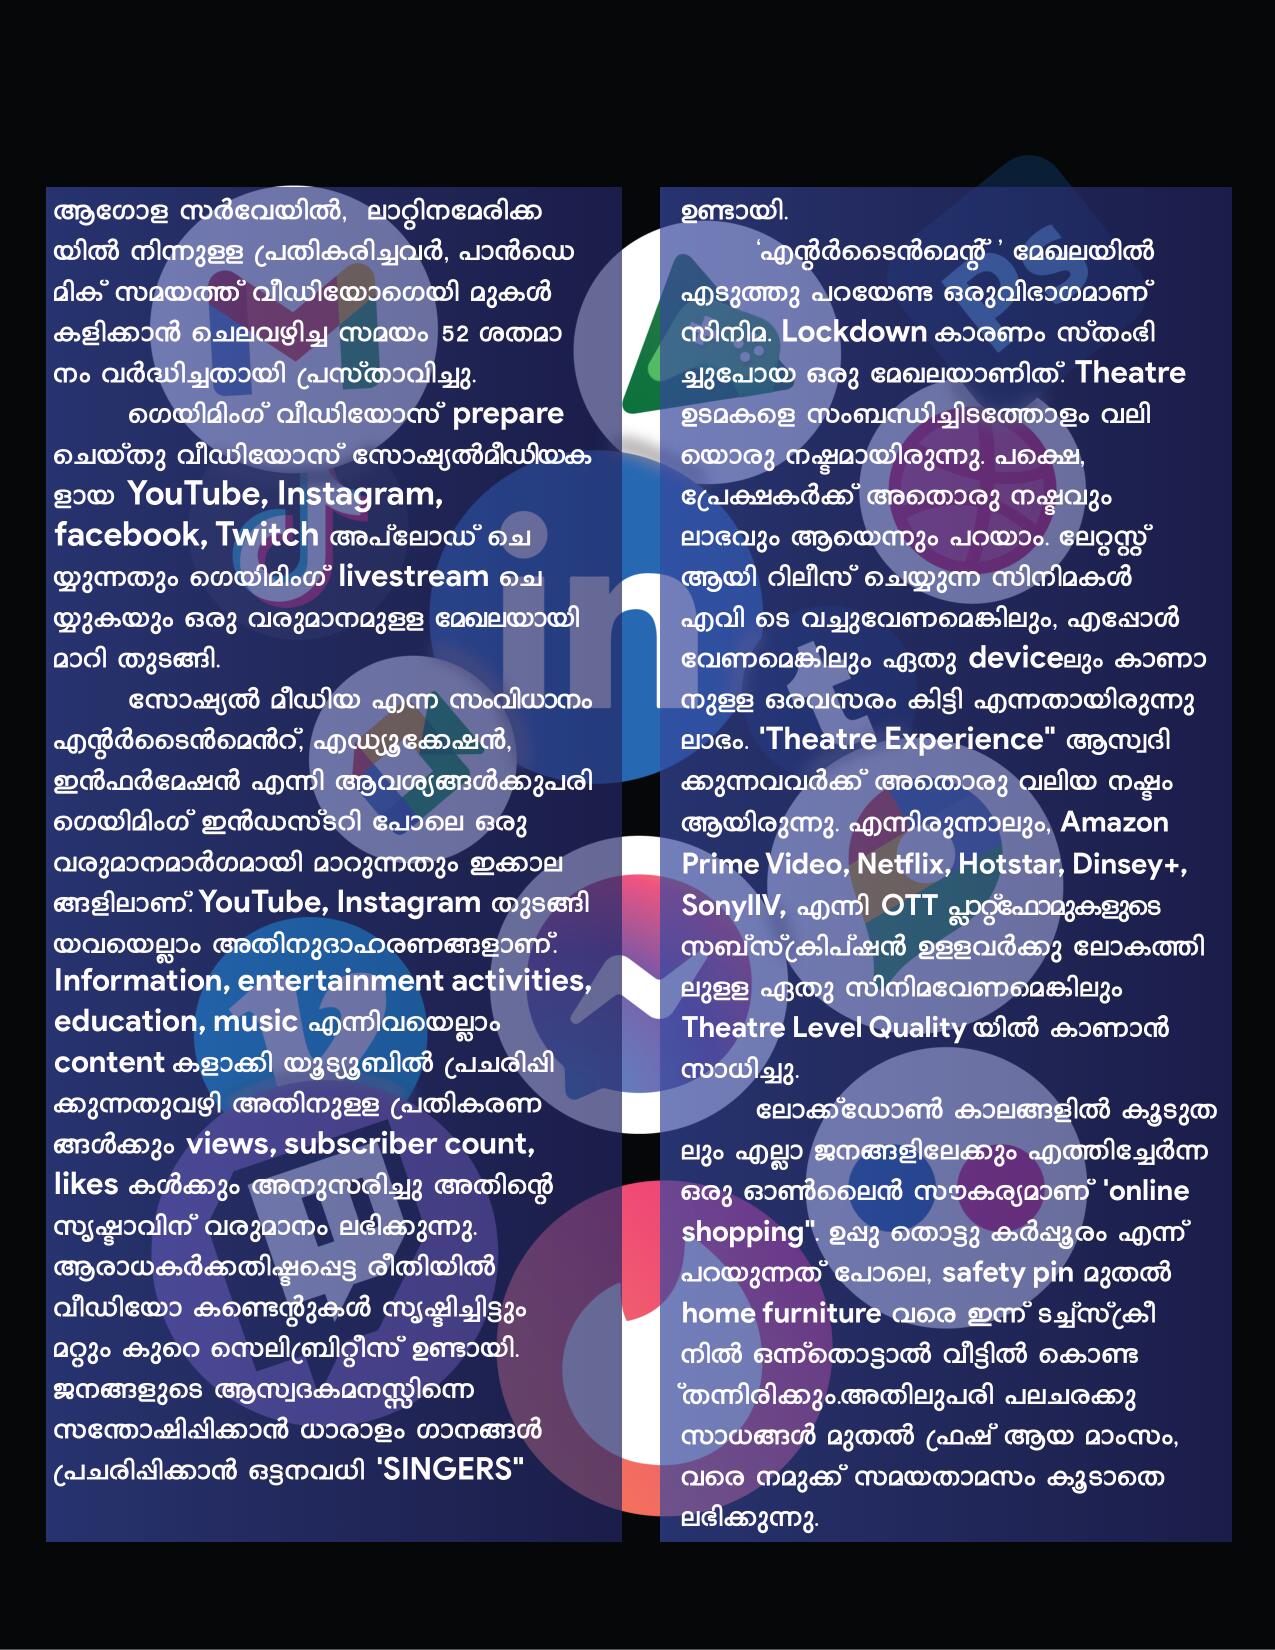 ആഗോള സർവേയിൽ, ലാറ്റിനമേരിക്ക
യിൽ നിന്നുള്ള പ്രതികരിച്ചവർ, പാൻഡെ
മിക് സമയത്ത് വീഡിയോഗെയി മുകൾ
കളിക്കാൻ ചെലവഴിച്ച സമയം 52 ശതമാ
നം വർദ്ധിച്ചതായി പ്രസ്താവിച്ചു.
ഗെയിമിംഗ് വീഡിയോസ് prepare
ചെയ്തു വീഡിയോസ് സോഷ്യൽമീഡിയക
ളായ YouTube, Instagram,
facebook, Twitch അപ്ലോഡ് ചെ
യ്യുന്നതും ഗെയിമിംഗ് livestream ചെ
യ്യുകയും ഒരു വരുമാനമുള്ള മേഖലയായി
മാറി തുടങ്ങി.
സോഷ്യൽ മീഡിയ എന്ന സംവിധാനം
എന്റർടൈൻമെൻറ്, എഡ്യൂക്കേഷൻ,
ഇൻഫർമേഷൻ എന്നി ആവശ്യങ്ങൾക്കുപരി
ഗെയിമിംഗ് ഇൻഡസ്ടറി പോലെ ഒരു
വരുമാനമാർഗമായി മാറുന്നതും ഇക്കാല
ങ്ങളിലാണ്. YouTube, Instagram തുടങ്ങി
യവയെല്ലാം അതിനുദാഹരണങ്ങളാണ്.
Information, entertainment activities,
education, music എന്നിവയെല്ലാം
content കളാക്കി യൂട്യൂബിൽ പ്രചരിപ്പി
ക്കുന്നതുവഴി അതിനുള്ള പ്രതികരണ
ങ്ങൾക്കും views, subscriber count,
likes കൾക്കും അനുസരിച്ചു അതിന്റെ
സൃഷ്ടാവിന് വരുമാനം ലഭിക്കുന്നു.
ആരാധകർക്കതിഷ്ടപ്പെട്ട രീതിയിൽ
വീഡിയോ കണ്ടെന്റുകൾ സൃഷ്ടിച്ചിട്ടും
മറ്റും കുറെ സെലിബ്രിറ്റീസ് ഉണ്ടായി.
ജനങ്ങളുടെ ആസ്വദകമനസ്സിന്നെ
സന്തോഷിപ്പിക്കാൻ ധാരാളം ഗാനങ്ങൾ
പ്രചരിപ്പിക്കാൻ ഒട്ടനവധി 'SINGERS"
ഉണ്ടായി.
‘എന്റർടൈൻമെന്റ് ’ മേഖലയിൽ
എടുത്തു പറയേണ്ട ഒരുവിഭാഗമാണ്
സിനിമ. Lockdown കാരണം സ്തംഭി
ച്ചുപോയ ഒരു മേഖലയാണിത്. Theatre
ഉടമകളെ സംബന്ധിച്ചിടത്തോളം വലി
യൊരു നഷ്ടമായിരുന്നു. പക്ഷെ,
പ്രേക്ഷകർക്ക് അതൊരു നഷ്ടവും
ലാഭവും ആയെന്നും പറയാം. ലേറ്റസ്റ്റ്
ആയി റിലീസ് ചെയ്യുന്ന സിനിമകൾ
എവി ടെ വച്ചുവേണമെങ്കിലും, എപ്പോൾ
വേണമെങ്കിലും ഏതു deviceലും കാണാ
നുള്ള ഒരവസരം കിട്ടി എന്നതായിരുന്നു
ലാഭം. 'Theatre Experience" ആസ്വദി
ക്കുന്നവവർക്ക് അതൊരു വലിയ നഷ്ടം
ആയിരുന്നു. എന്നിരുന്നാലും, Amazon
Prime Video, Netflix, Hotstar, Dinsey+,
SonylIV, എന്നി OTT പ്ലാറ്റ്ഫോമുകളുടെ
സബ്സ്ക്രിപ്ഷൻ ഉള്ളവർക്കു ലോകത്തി
ലുള്ള ഏതു സിനിമവേണമെങ്കിലും
Theatre Level Quality യിൽ കാണാൻ
സാധിച്ചു.
ലോക്ക്ഡോൺ കാലങ്ങളിൽ കൂടുത
ലും എല്ലാ ജനങ്ങളിലേക്കും എത്തിച്ചേർന്ന
ഒരു ഓൺലൈൻ സൗകര്യമാണ് 'online
shopping". ഉപ്പു തൊട്ടു കർപ്പൂരം എന്ന്
പറയുന്നത് പോലെ, safety pin മുതൽ
home furniture വരെ ഇന്ന് ടച്ച്സ്ക്രീ
നിൽ ഒന്ന്തൊട്ടാൽ വീട്ടിൽ കൊണ്ട
്തന്നിരിക്കും.അതിലുപരി പലചരക്കു
സാധങ്ങൾ മുതൽ ഫ്രഷ് ആയ മാംസം,
വരെ നമുക്ക് സമയതാമസം കൂടാതെ
ലഭിക്കുന്നു.